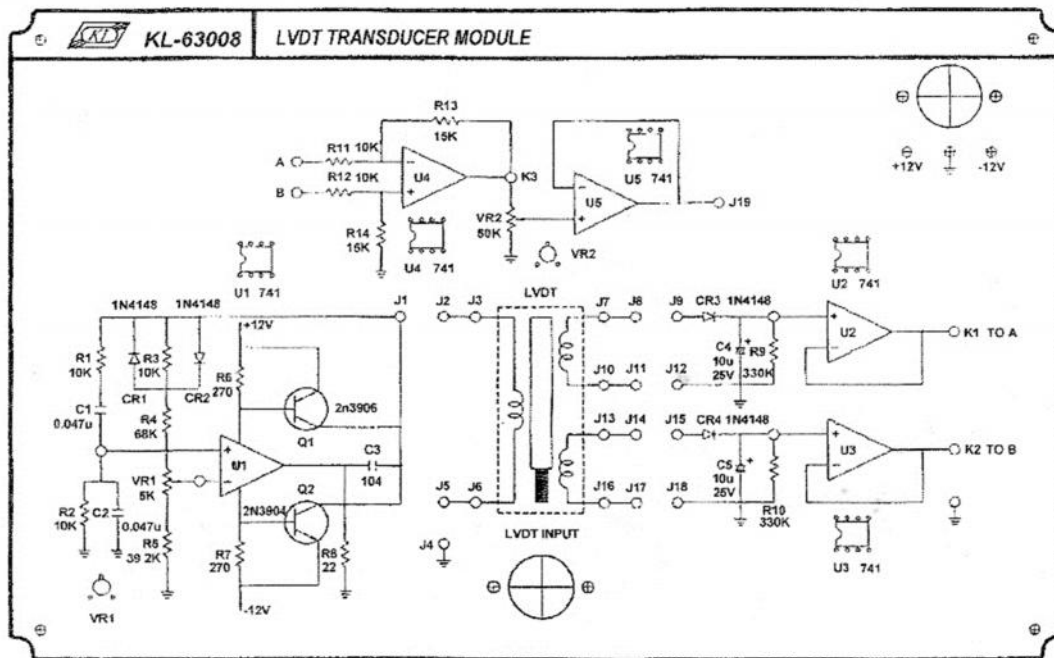 KL KL-63008 LVDT TRANSDUCER MODULE
R13
15K
+12V -12V
A R11 10K
B R12 10K
U4
K3
U5 741
U5
J19
R14
15K
U4 741
VR2
50K
VR2
U1 741
LVDT
U2 741
1N4148 1N4148
+12V
J1 J2 J3 J7 J8 J9 CR3 1N4148
R1
10K
R3
10K
CR1 CR2
R6
270
2n3906
Q1
C4
10u
25V
R9
330K
U2
K1 TO A
J10 J11 J12
C1
0.047u
R4
68K
J13 J14 J15 CR4 1N4148
U1
C3
104
VR1
5K
Q2
2N3904
C5
10u
25V
U3
K2 TO B
R2
10K
C2
0.047u
R5
39.2K
J5 J6 J16 J17 J18
R10
330K
R7
270
R8
22
J4
LVDT INPUT
U3 741
-12V
VR1